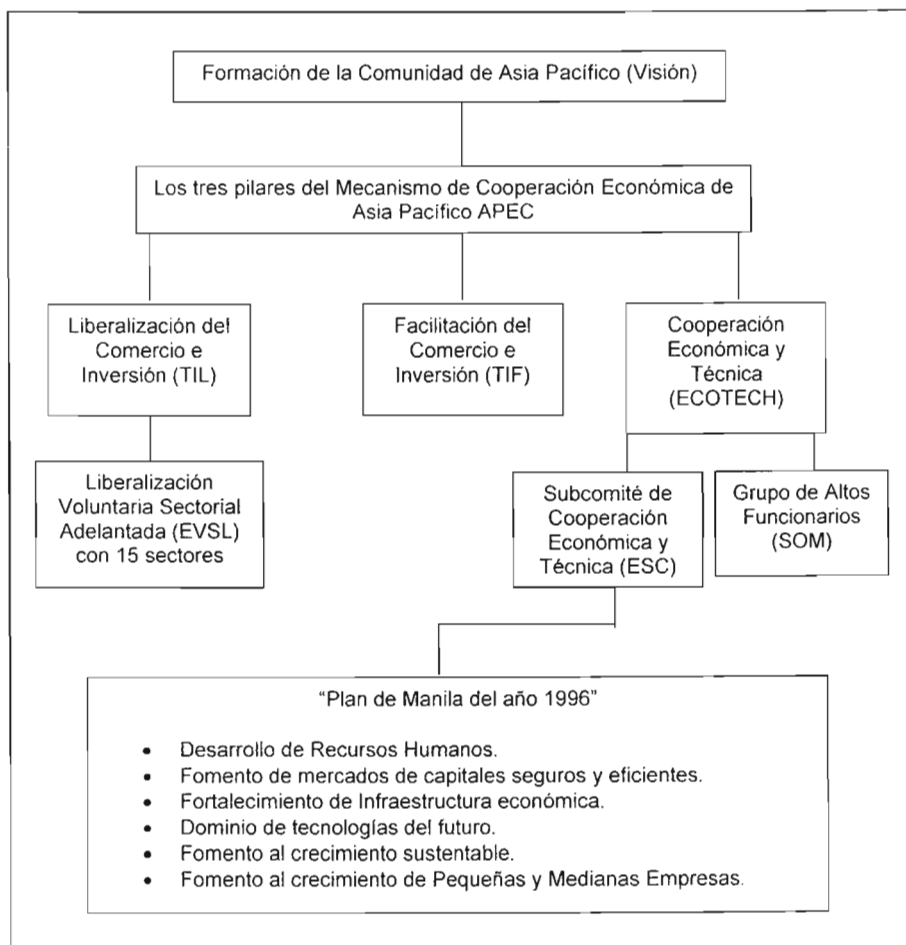 Formación de la Comunidad de Asia Pacífico (Visión)
Los tres pilares del Mecanismo de Cooperación Económica de
Asia Pacífico APEC
Liberalización del
Comercio e
Inversión (TIL)
Facilitación del
Comercio e
Inversión (TIF)
Cooperación
Económica y
Técnica
(ECOTECH)
Liberalización
Voluntaria Sectorial
Adelantada (EVSL)
con 15 sectores
Subcomité de
Cooperación
Económica y
Técnica (ESC)
Grupo de Altos
Funcionarios
(SOM)
“Plan de Manila del año 1996”
• Desarrollo de Recursos Humanos.
• Fomento de mercados de capitales seguros y eficientes.
• Fortalecimiento de Infraestructura económica.
• Dominio de tecnologías del futuro.
• Fomento al crecimiento sustentable.
• Fomento al crecimiento de Pequeñas y Medianas Empresas.